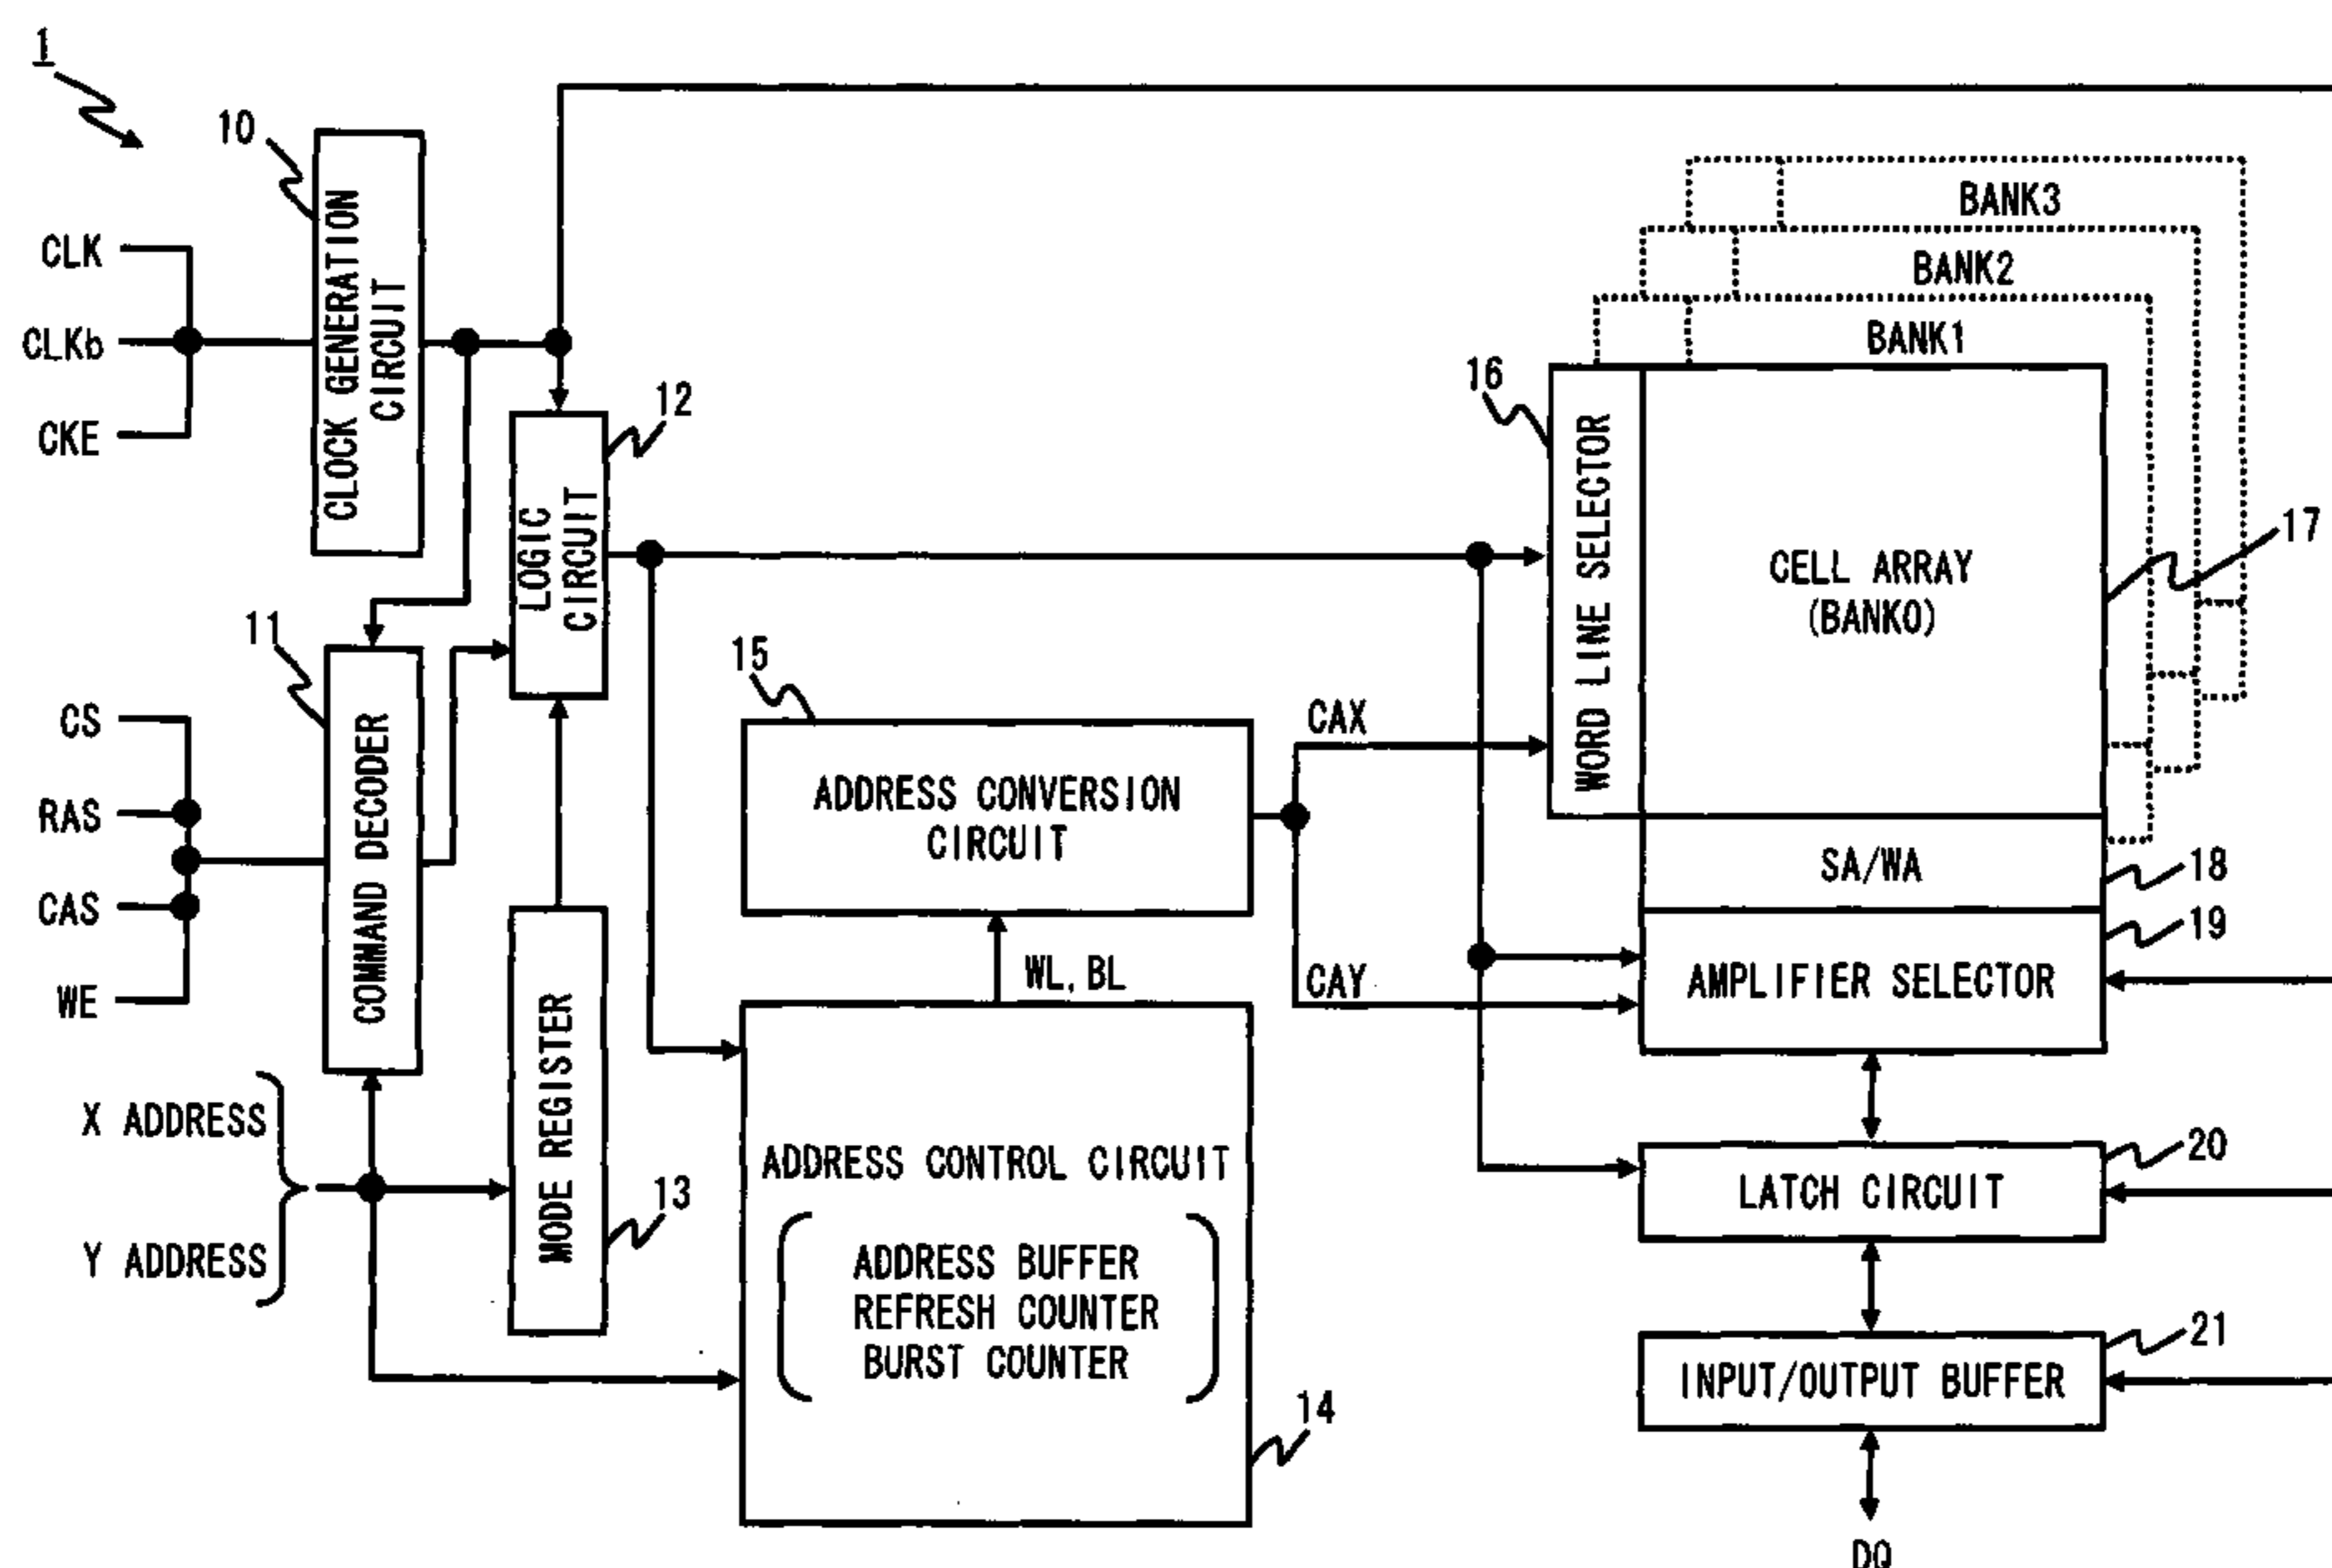 1
10
CLOCK GENERATION
CIRCUIT
CLK
CLKb
CKE
12
LOGIC
CIRCUIT
11
COMMAND DECODER
CS
RAS
CAS
WE
X ADDRESS
Y ADDRESS
MODE REGISTER
13
15
ADDRESS CONVERSION
CIRCUIT
WL, BL
ADDRESS CONTROL CIRCUIT
ADDRESS BUFFER
REFRESH COUNTER
BURST COUNTER
14
CAX
CAY
BANK3
BANK2
BANK1
16
WORD LINE SELECTOR
CELL ARRAY
(BANK0)
17
SA/WA
18
AMPLIFIER SELECTOR
19
LATCH CIRCUIT
20
INPUT/OUTPUT BUFFER
21
DQ